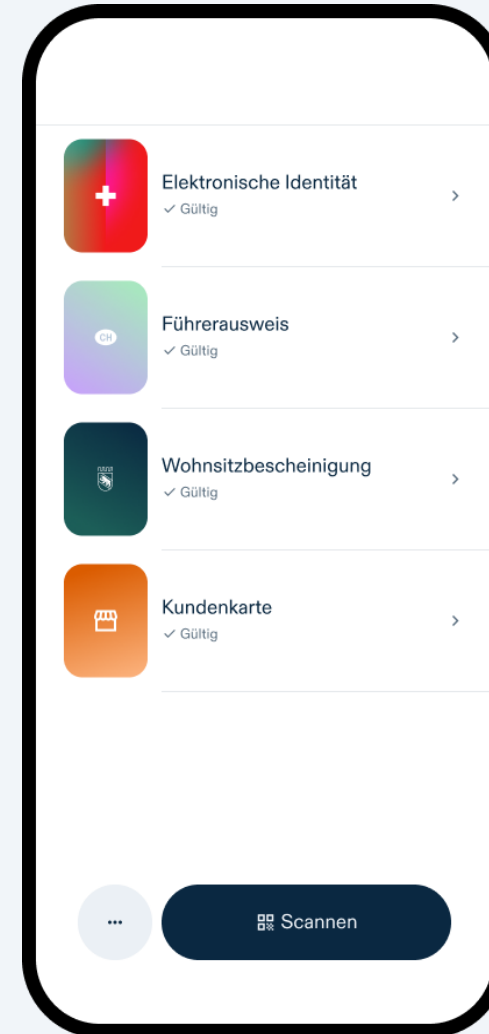 Elektronische Identität
Gültig
CH
Führerausweis
Gültig
Wohnsitzbescheinigung
Gültig
Kundenkarte
Gültig
Scannen